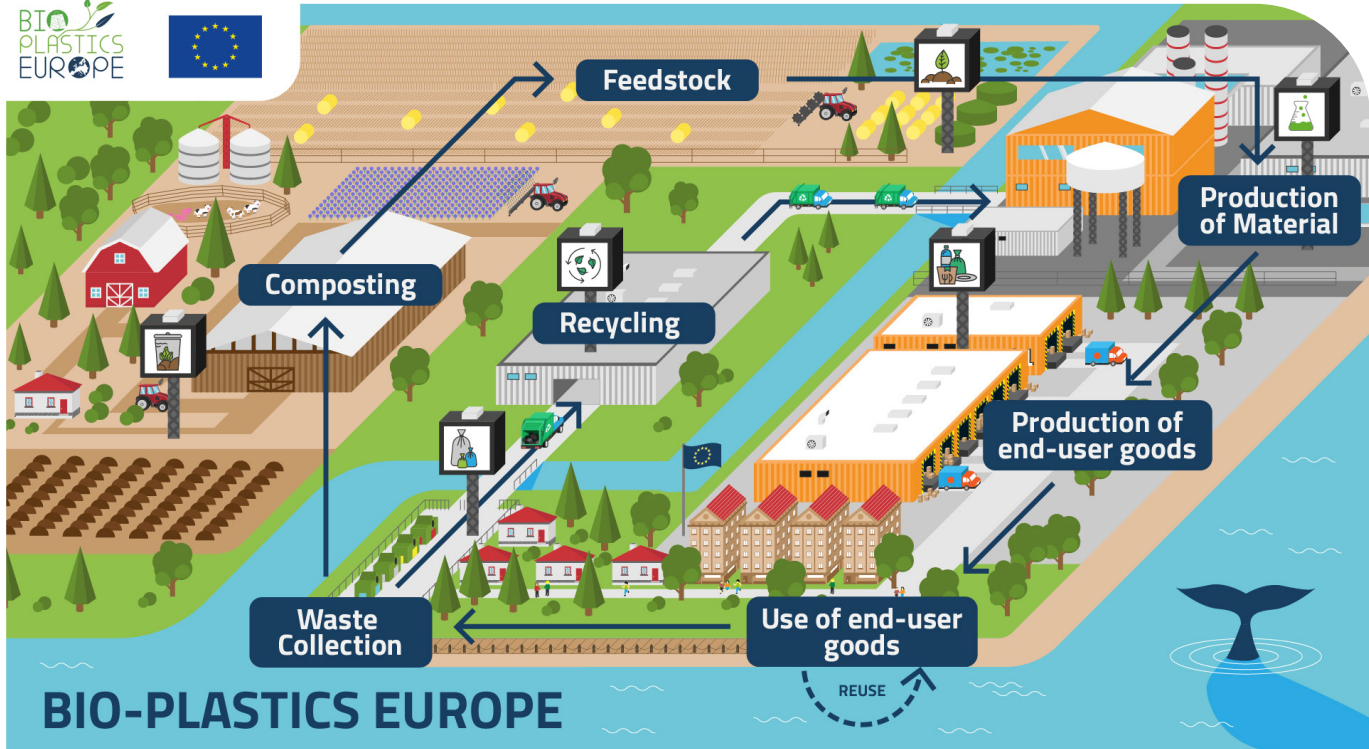 BIO
PLASTICS
EUROPE
Feedstock
Production
of Material
Composting
Recycling
Production of
end-user goods
Waste
Collection
Use of end-user
goods
REUSE
BIO-PLASTICS EUROPE